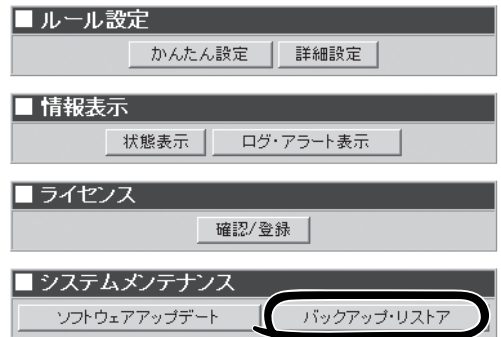 ■ ルール設定
かんたん設定 詳細設定
■ 情報表示
状態表示 ログ・アラート表示
■ ライセンス
確認/登録
■ システムメンテナンス
ソフトウェアアップデート バックアップ・リストア